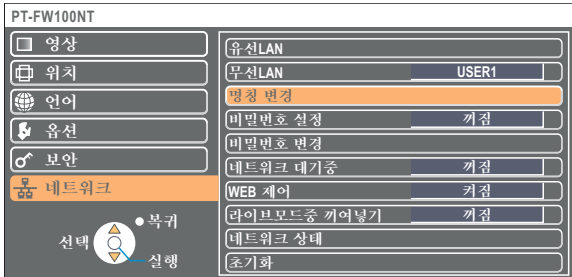 PT-FW100NT
영상
위치
언어
옵션
보안
네트워크
선택
복귀
실행
유선LAN
무선LAN USER1
명칭 변경
비밀번호 설정 꺼짐
비밀번호 변경
네트워크 대기중 꺼짐
WEB 제어 켜짐
라이브모드중 끼여넣기 꺼짐
네트워크 상태
초기화